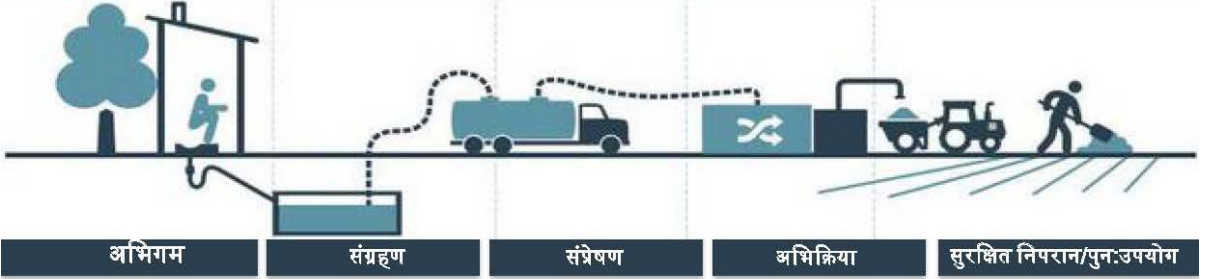 अभिगम
संग्रहण
संप्रेषण
अभिक्रिया
सुरक्षित निपरान/पुन:उपयोग